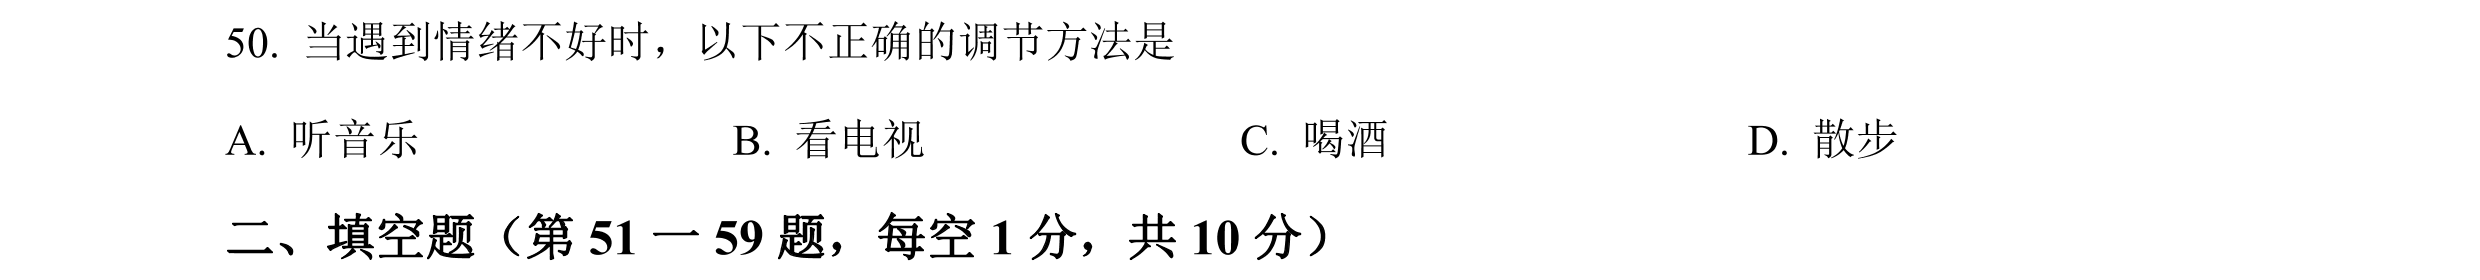 50. 当遇到情绪不好时，以下不正确的调节方法是
A. 听音乐 B. 看电视 C. 喝酒 D. 散步
二、填空题（第 51 一 59 题，每空 1 分，共 10 分）